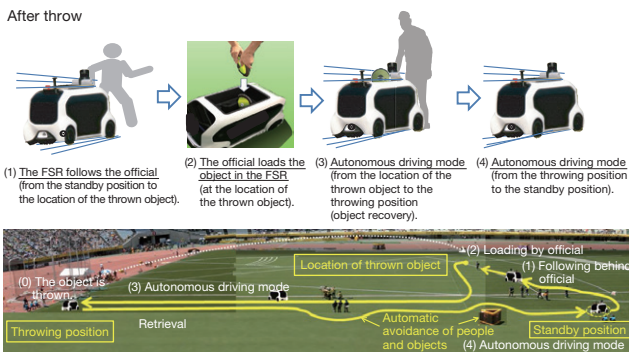 After throw
(1) The FSR follows the official
(from the standby position to
the location of the thrown object).
(2) The official loads the
object in the FSR
(at the location of
the thrown object).
(3) Autonomous driving mode
(from the location of the
thrown object to the
throwing position
(object recovery).
(4) Autonomous driving mode
(from the throwing position
to the standby position).
(2) Loading by official
Location of thrown object
(1) Following behind
official
(0) The object is
thrown.
(3) Autonomous driving mode
Throwing position
Retrieval
Automatic
avoidance of people
and objects
Standby position
(4) Autonomous driving mode